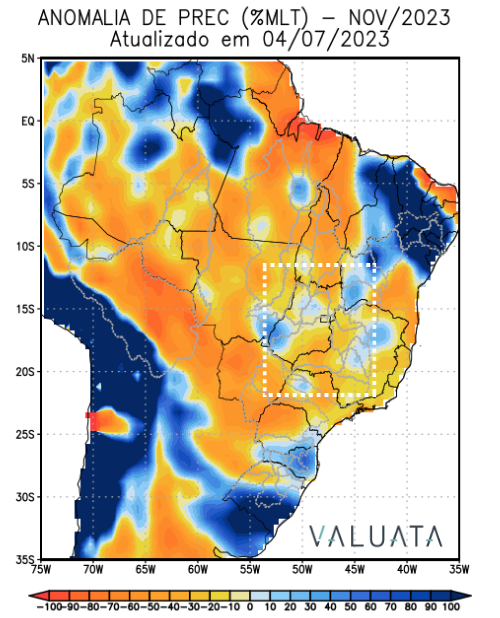 ANOMALIA DE PREC (%MLT) – NOV/2023
Atualizado em 04/07/2023
5N
EQ
5S
10S
15S
20S
25S
30S
35S
VALUATA
75W 70W 65W 60W 55W 50W 45W 40W 35W
-100 -90 -80 -70 -60 -50 -40 -30 -20 -10 0 10 20 30 40 50 60 70 80 90 100